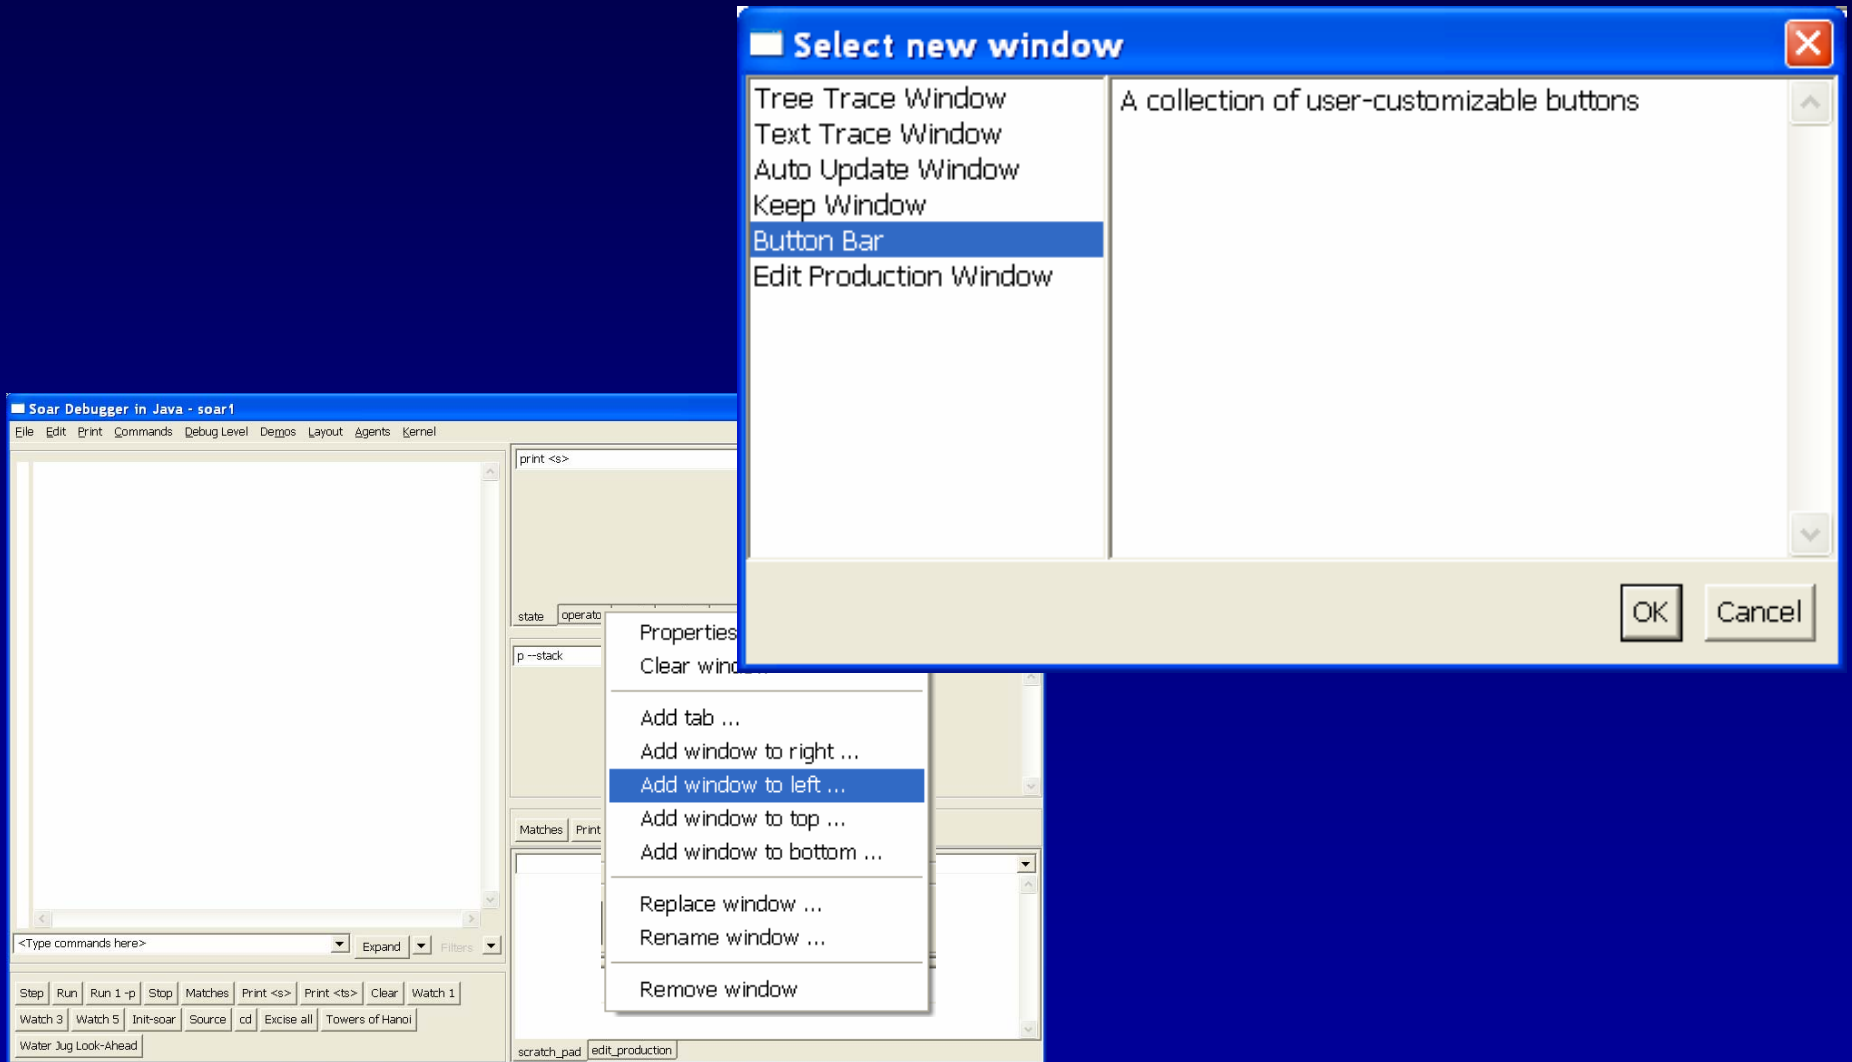 Select new window
Tree Trace Window
Text Trace Window
Auto Update Window
Keep Window
Button Bar
Edit Production Window
A collection of user-customizable buttons
OK Cancel
Soar Debugger in Java - soar1
File Edit Print Commands Debug Level Demos Layout Agents Kernel
print <s>
state operato
p --stack
Properties
Clear
Add tab ...
Add window to right ...
Add window to left ...
Add window to top ...
Add window to bottom ...
Replace window ...
Rename window ...
Remove window
Matches Print
<Type commands here> Expand Filters
Step Run Run 1 -p Stop Matches Print <s> Print <ts> Clear Watch 1
Watch 3 Watch 5 Init-soar Source cd Excise all Towers of Hanoi
Water Jug Look-Ahead
scratch_pad edit_production